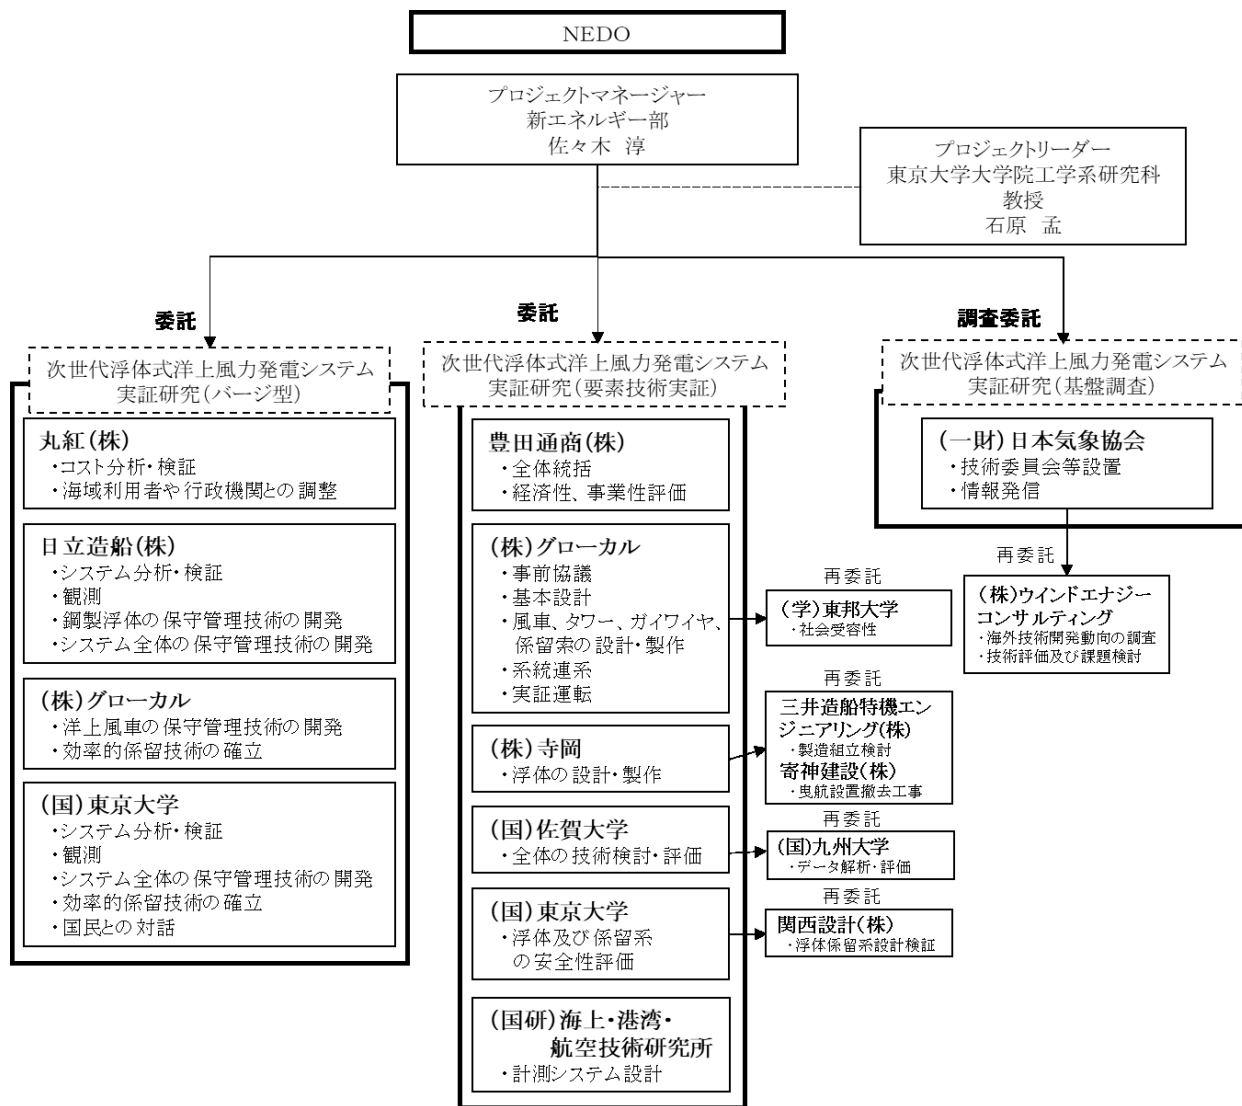 NEDO
プロジェクトマネージャー
新エネルギー部
佐々木 淳
プロジェクトリーダー
東京大学大学院工学系研究科
教授
石原 孟
委託
次世代浮体式洋上風力発電システム
実証研究(バージ型)
丸紅(株)
・コスト分析・検証
・海域利用者や行政機関との調整
日立造船(株)
・システム分析・検証
・観測
・鋼製浮体の保守管理技術の開発
・システム全体の保守管理技術の開発
(株)グローカル
・洋上風車の保守管理技術の開発
・効率的係留技術の確立
(国)東京大学
・システム分析・検証
・観測
・システム全体の保守管理技術の開発
・効率的係留技術の確立
・国民との対話
委託
次世代浮体式洋上風力発電システム
実証研究(要素技術実証)
豊田通商(株)
・全体統括
・経済性、事業性評価
(株)グローカル
・事前協議
・基本設計
・風車、タワー、ガイワイヤ、
係留索の設計・製作
・系統連系
・実証運転
再委託
(学)東邦大学
・社会受容性
(株)寺岡
・浮体の設計・製作
再委託
三井造船特機エン
ジニアリング(株)
・製造組立検討
寄神建設(株)
・曳航設置撤去工事
(国)佐賀大学
・全体の技術検討・評価
再委託
(国)九州大学
・データ解析・評価
(国)東京大学
・浮体及び係留系
の安全性評価
再委託
関西設計(株)
・浮体係留系設計検証
(国研)海上・港湾・
航空技術研究所
・計測システム設計
調査委託
次世代浮体式洋上風力発電システム
実証研究(基盤調査)
(一財)日本気象協会
・技術委員会等設置
・情報発信
再委託
(株)ウインドエナジー
コンサルティング
・海外技術開発動向の調査
・技術評価及び課題検討